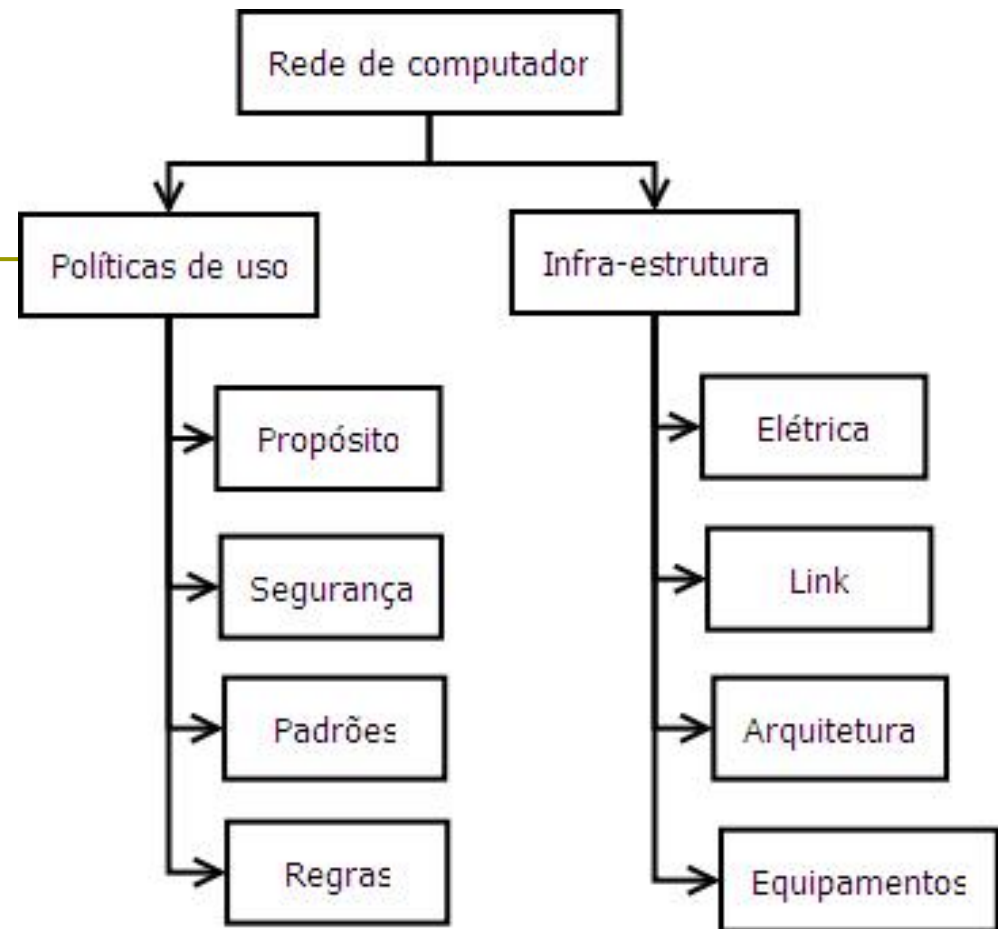 Rede de computador
Políticas de uso
Infra-estrutura
Propósito
Segurança
Padrões
Regras
Elétrica
Link
Arquitetura
Equipamentos